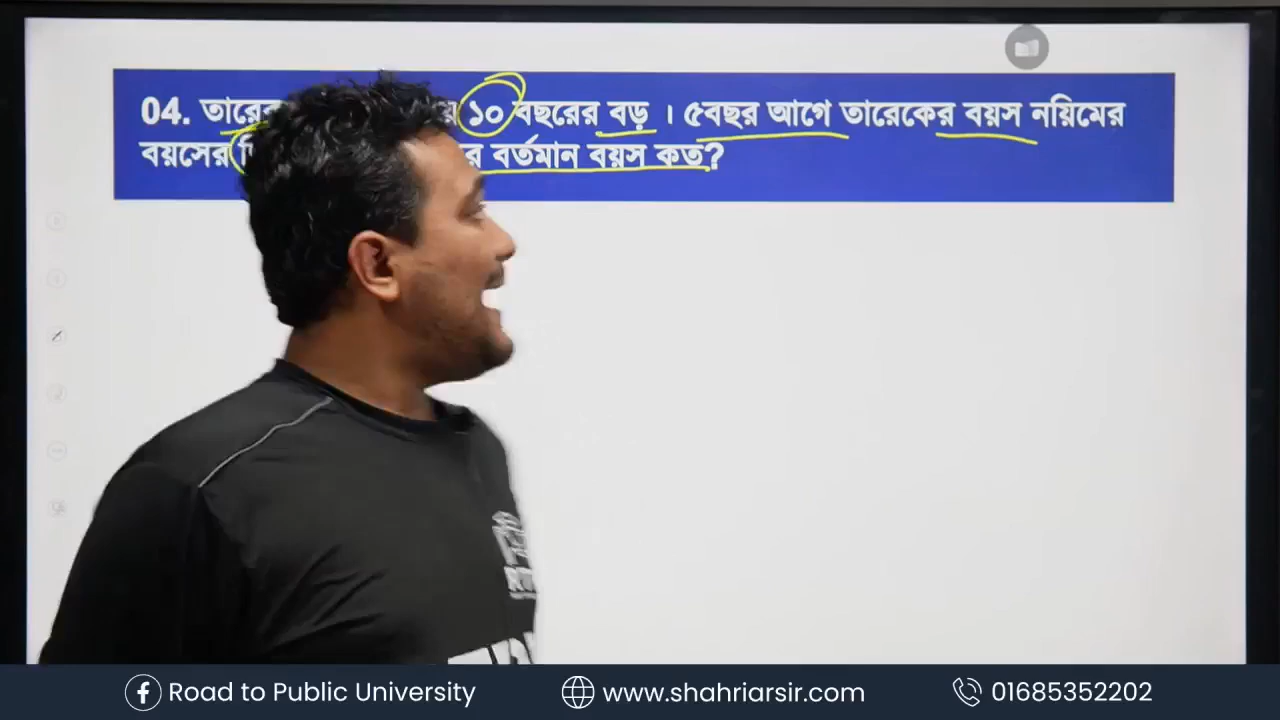 04. ১০ বছরের বড় । ৫বছর আগে তারেকের বয়স নয়িমের
বয়সের বর্তমান বয়স কত?
Road to Public University
www.shahriarsir.com
01685352202